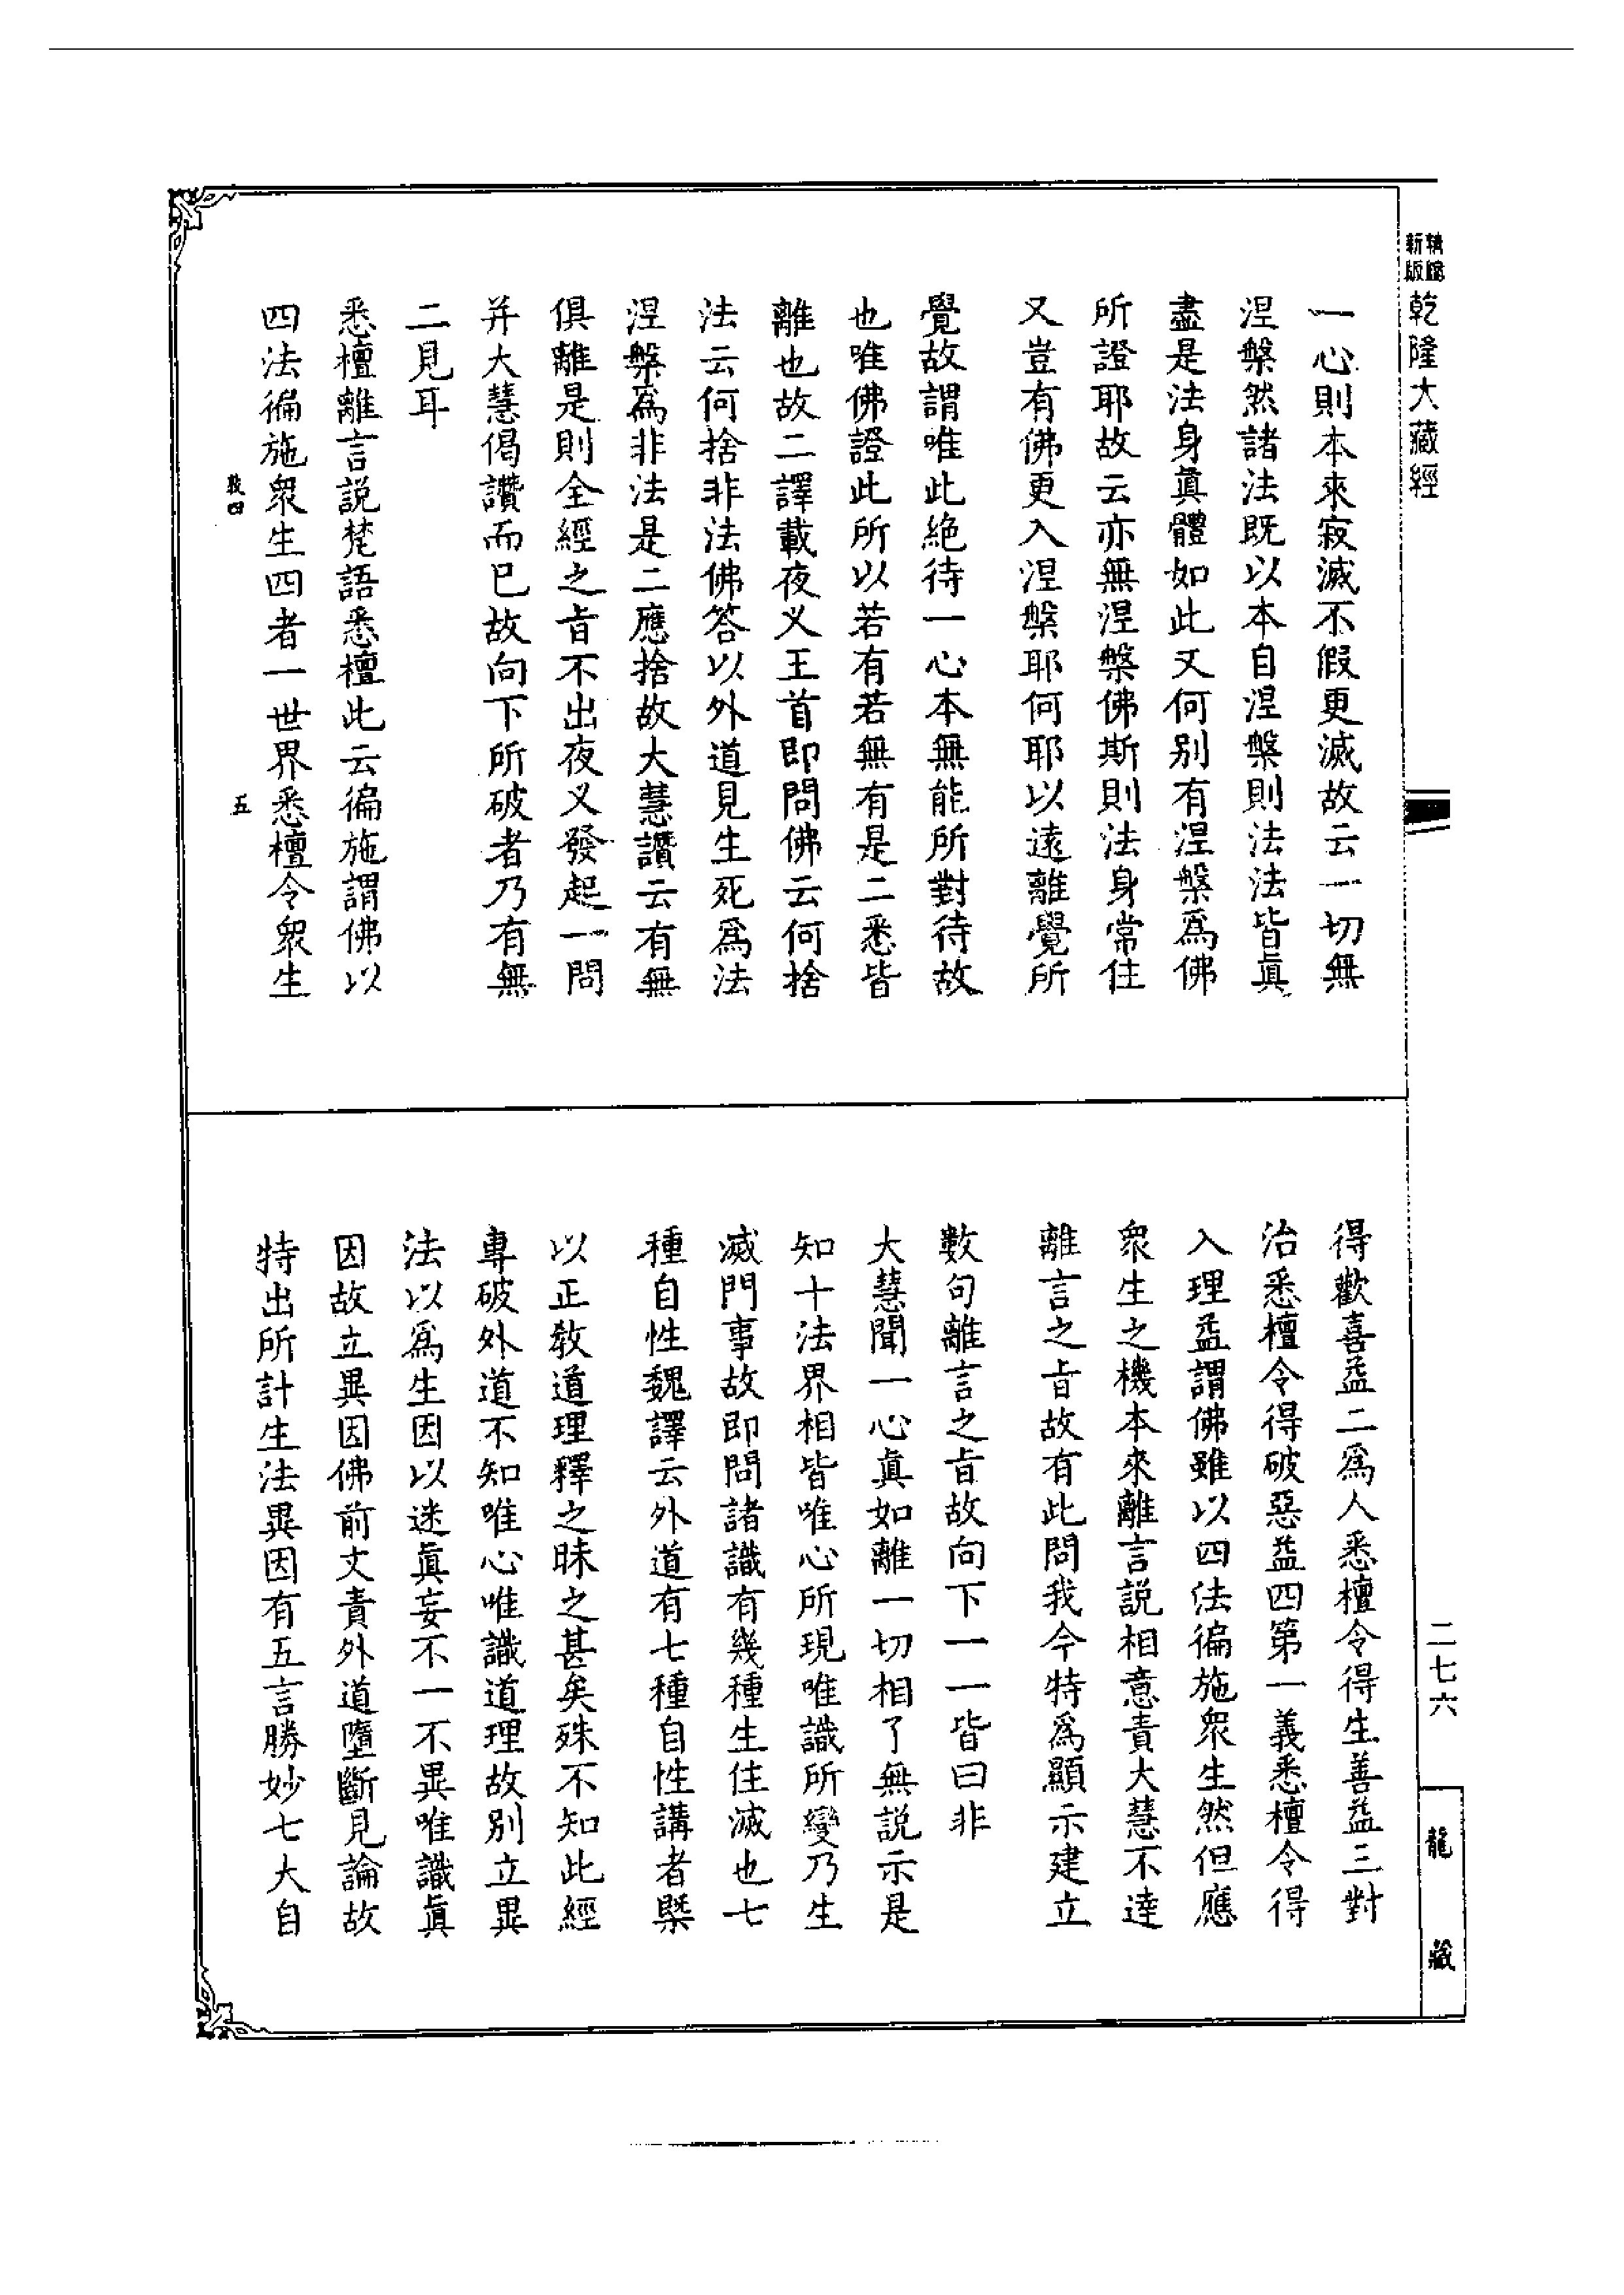 新版
乾隆大藏經
一心則本來寂滅不假更滅故云一切無
涅槃然諸法既以本自涅槃則法法皆眞
盡是法身眞體如此又何别有涅槃爲佛
所證耶故云亦無涅槃佛斯則法身常住
又豈有佛更入涅槃耶何耶以遠離覺所
覺故謂唯此絶待一心本無能所對待故
也唯佛證此所以若有若無有是二悉皆
離也故二譯載夜义王首即問佛云何捨
法云何捨非法佛答以外道見生死爲法
涅槃爲非法是二應捨故大慧讚云有無
俱離是則全經之旨不出夜义發起一問
并大慧偈讚而已故向下所破者乃有無
二見耳
悉檀離言説梵語悉檀此云徧施謂佛以
四法徧施衆生四者一世界悉檀令衆生
五
得歡喜益二爲人悉檀令得生善益三對
治悉檀令得破惡益四第一義悉檀令得
入理益謂佛雖以四法徧施衆生然但應
衆生之機本來離言説相意責大慧不達
離言之旨故有此問我今特爲顯示建立
數句離言之旨故向下一一皆曰非
大慧聞一心眞如離一切相了無説示是
知十法界相皆唯心所現唯識所變乃生
滅門事故即問諸識有幾種生住滅也七
種自性魏譯云外道有七種自性講者槩
以正教道理釋之昧之甚矣殊不知此經
專破外道不知唯心唯識道理故别立異
法以爲生因以迷眞妄不一不異唯識眞
因故立異因佛前文責外道墮斷見論故
特出所計生法異因有五言勝妙七大自
二七六
龍藏